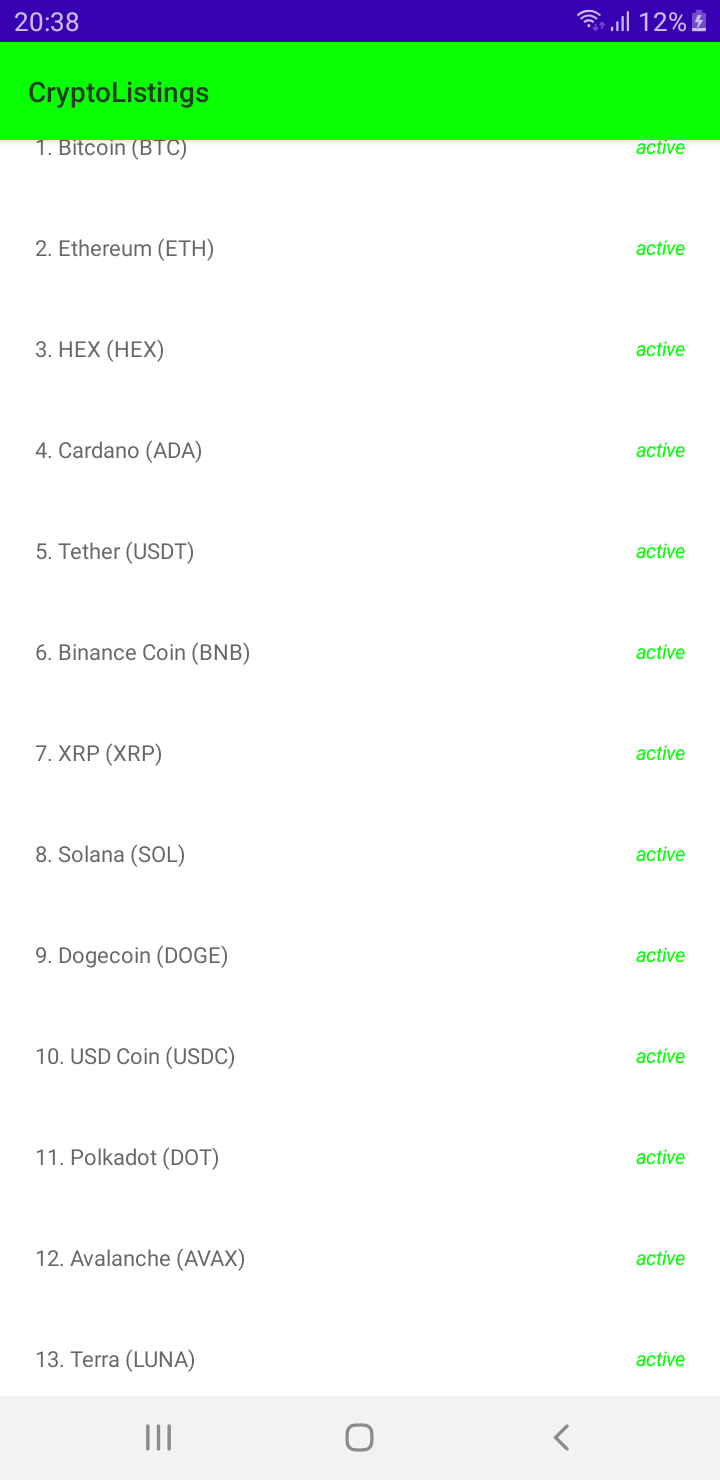 20:38 12%
CryptoListings
1. Bitcoin (BTC) active
2. Ethereum (ETH) active
3. HEX (HEX) active
4. Cardano (ADA) active
5. Tether (USDT) active
6. Binance Coin (BNB) active
7. XRP (XRP) active
8. Solana (SOL) active
9. Dogecoin (DOGE) active
10. USD Coin (USDC) active
11. Polkadot (DOT) active
12. Avalanche (AVAX) active
13. Terra (LUNA) active